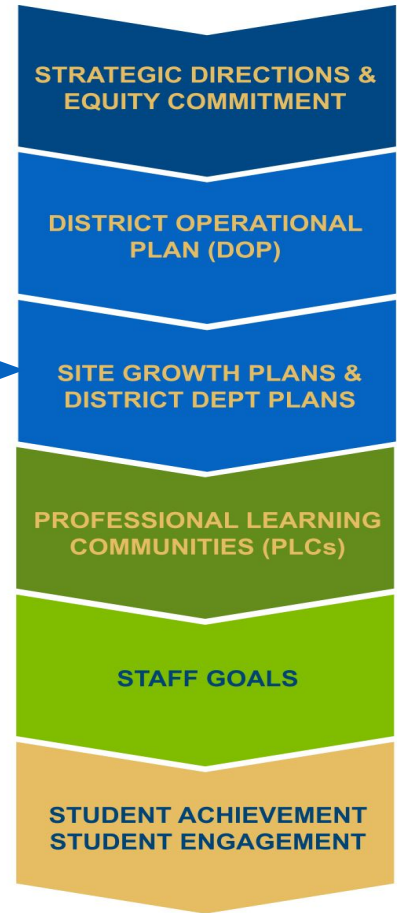 STRATEGIC DIRECTIONS &
EQUITY COMMITMENT
DISTRICT OPERATIONAL
PLAN (DOP)
SITE GROWTH PLANS &
DISTRICT DEPT PLANS
PROFESSIONAL LEARNING
COMMUNITIES (PLCs)
STAFF GOALS
STUDENT ACHIEVEMENT
STUDENT ENGAGEMENT